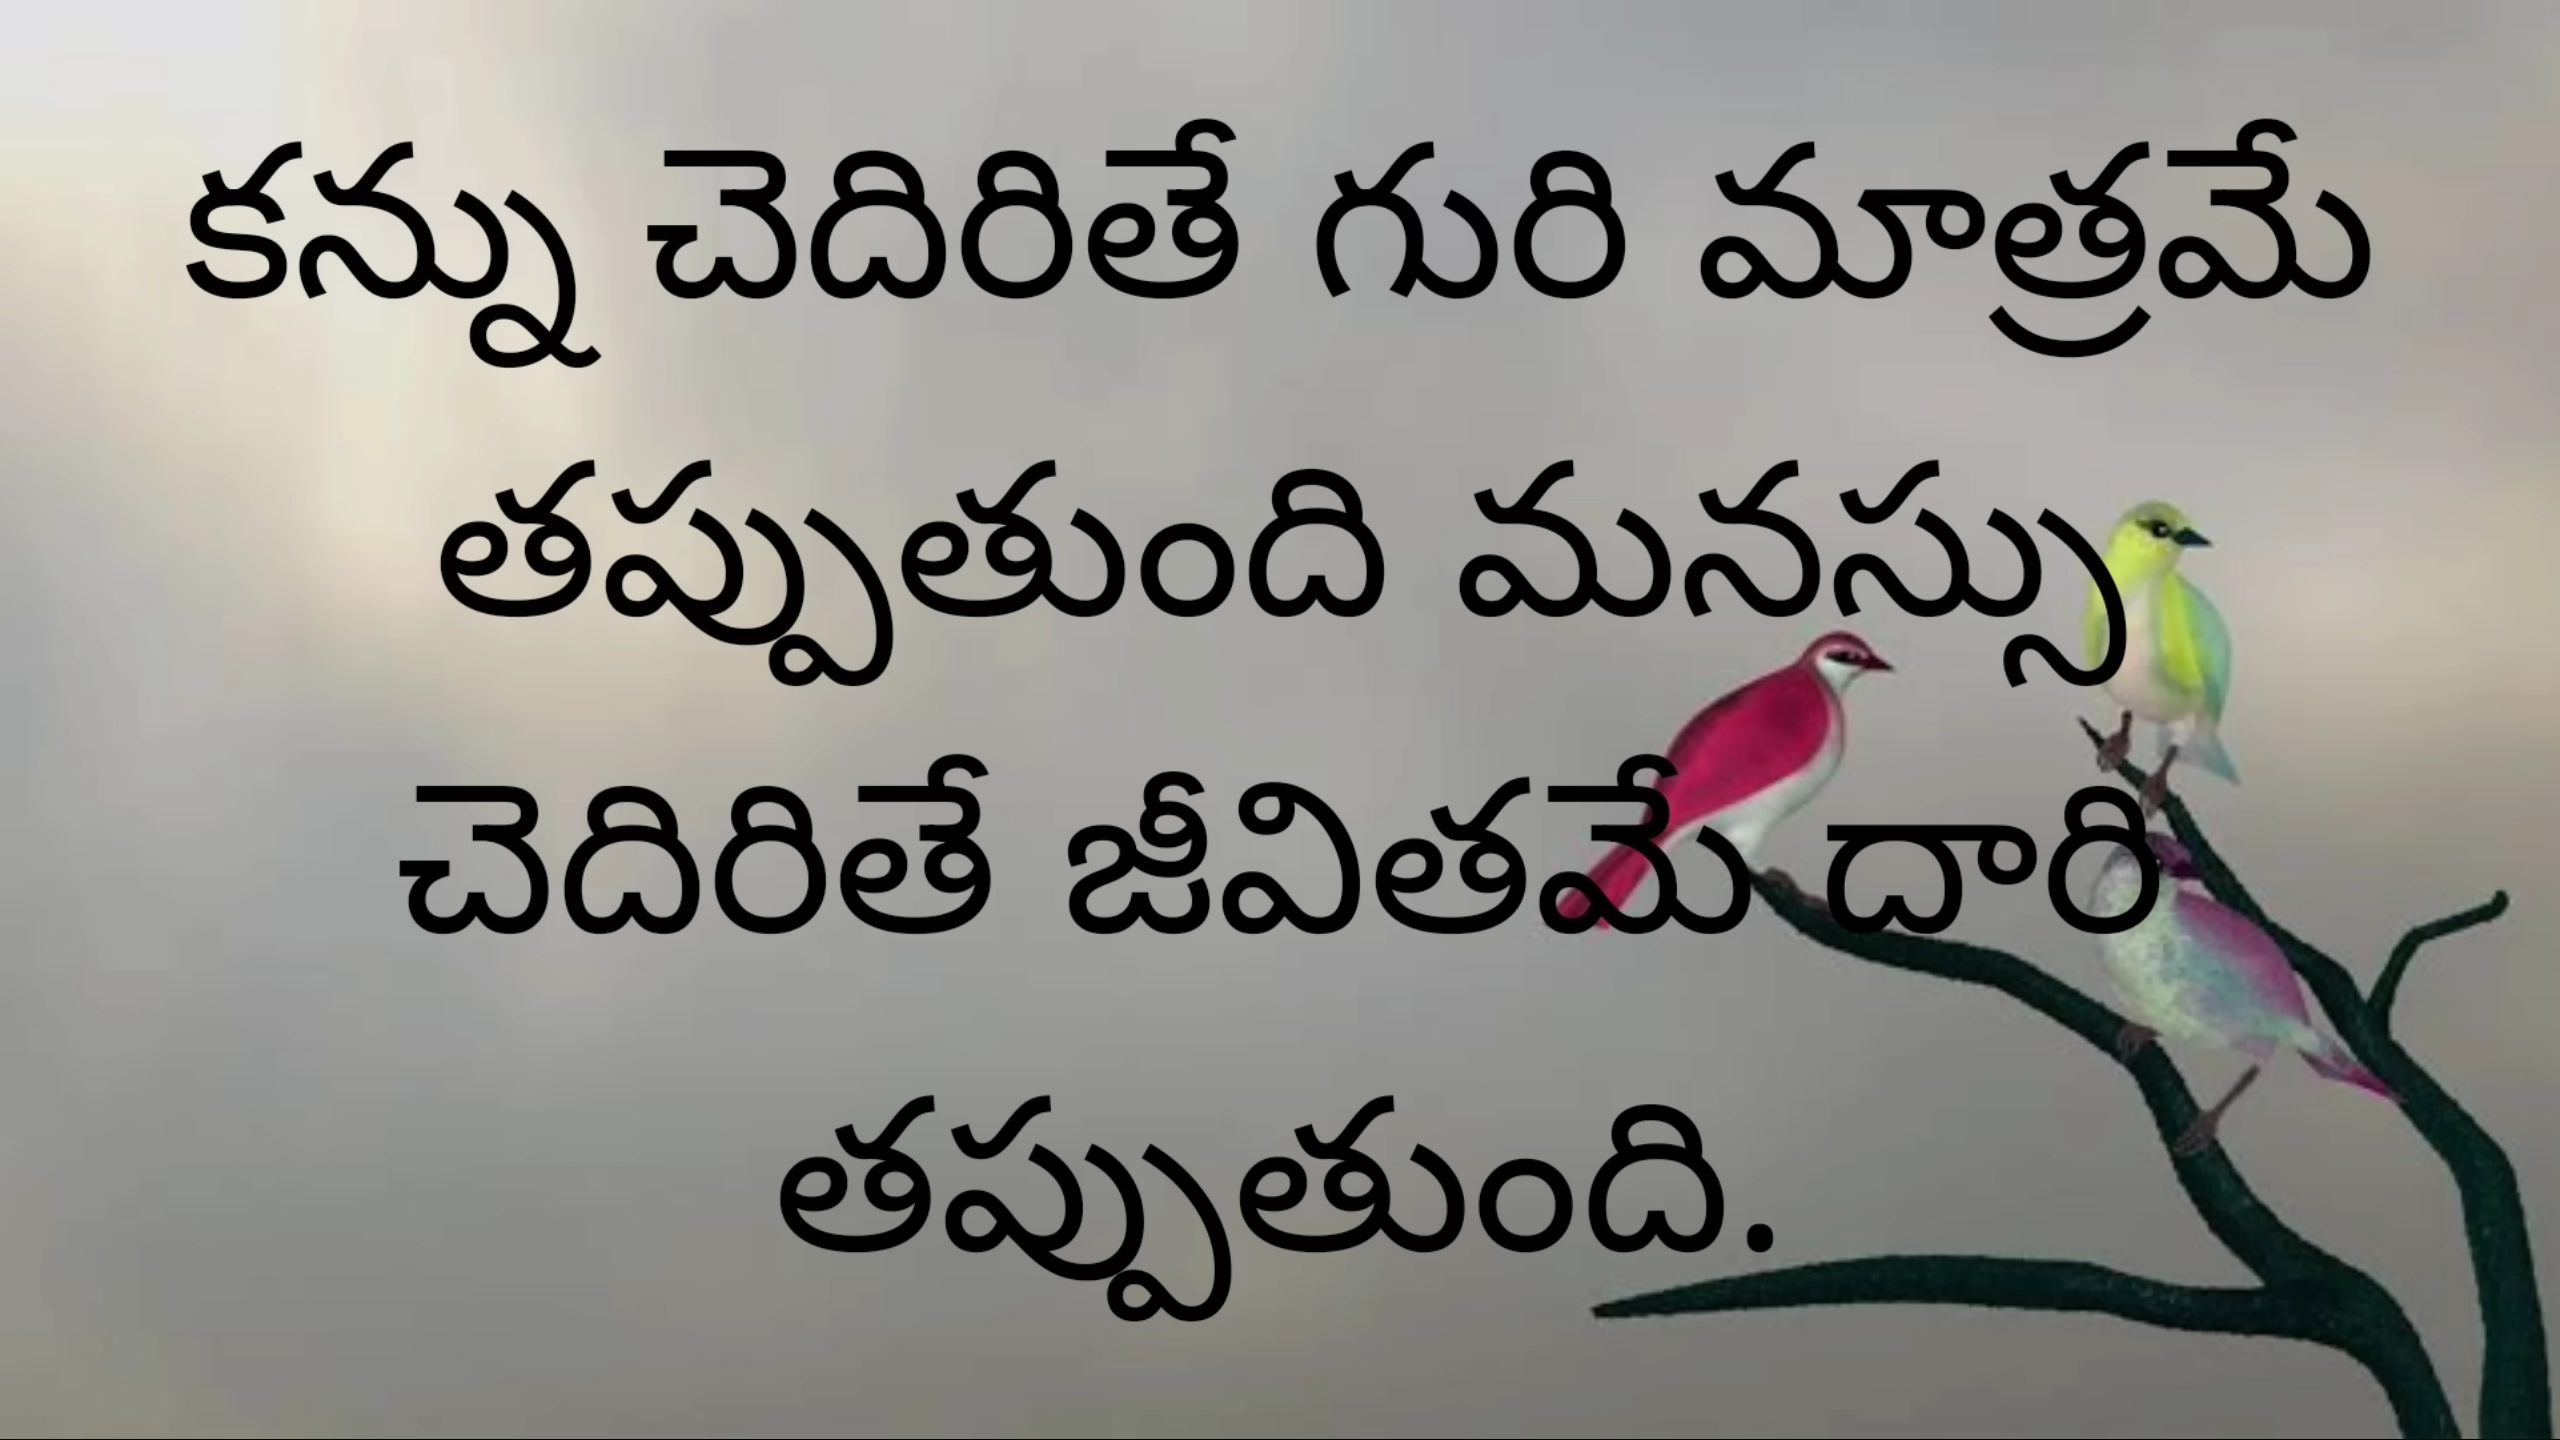 కన్ను చెదిరితే గురి మాత్రమే
తప్పుతుంది మనస్సు
చెదిరితే జీవితమే దారి
తప్పుతుంది.